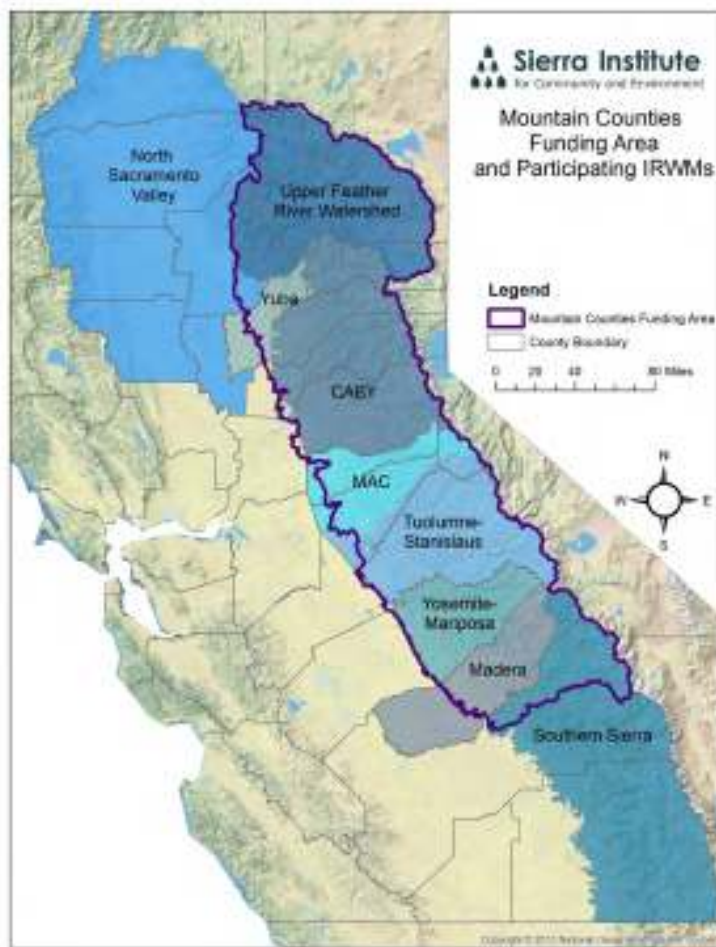 Sierra Institute
for Community and Environment
Mountain Counties
Funding Area
and Participating IRWMs
North
Sacramento
Valley
Upper Feather
River Watershed
Yuba
CABY
MAC
Tuolumne-
Stanislaus
Yosemite-
Mariposa
Madera
Southern Sierra
Legend
Mountain Counties Funding Area
County Boundary
0 20 40 80 Miles
N
W E
S